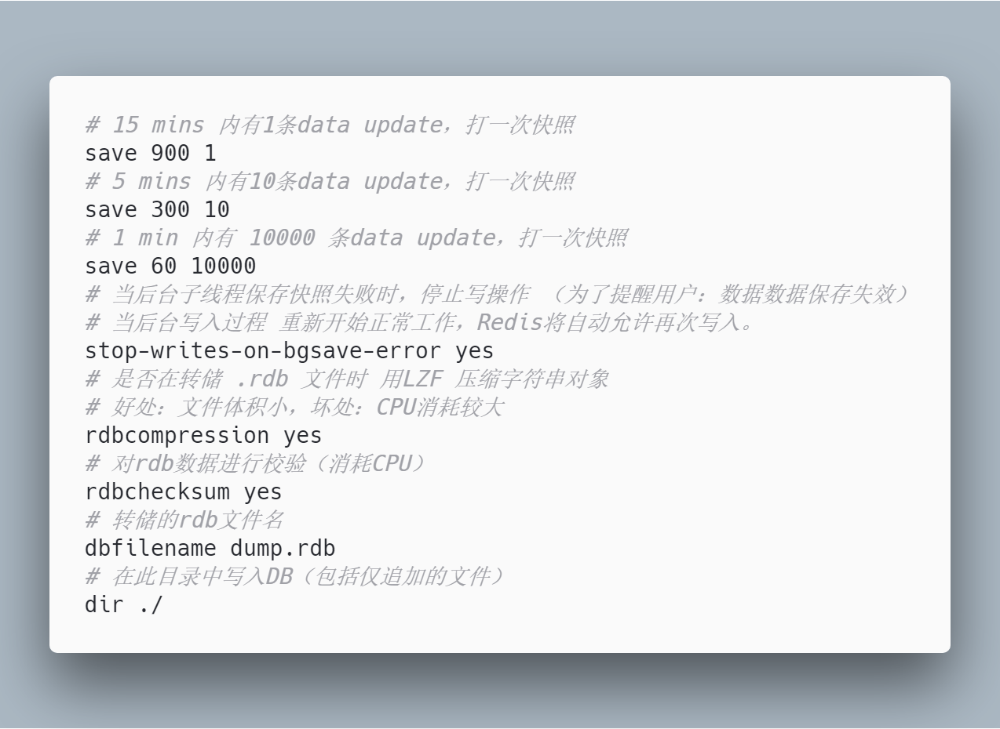 # 15 mins 内有1条data update，打一次快照
save 900 1
# 5 mins 内有10条data update，打一次快照
save 300 10
# 1 min 内有 10000 条data update，打一次快照
save 60 10000
# 当后台子线程保存快照失败时，停止写操作 （为了提醒用户：数据数据保存失效）
# 当后台写入过程 重新开始正常工作，Redis将自动允许再次写入。
stop-writes-on-bgsave-error yes
# 是否在转储 .rdb 文件时 用LZF 压缩字符串对象
# 好处：文件体积小，坏处：CPU消耗较大
rdbcompression yes
# 对rdb数据进行校验（消耗CPU）
rdbchecksum yes
# 转储的rdb文件名
dbfilename dump.rdb
# 在此目录中写入DB（包括仅追加的文件）
dir ./